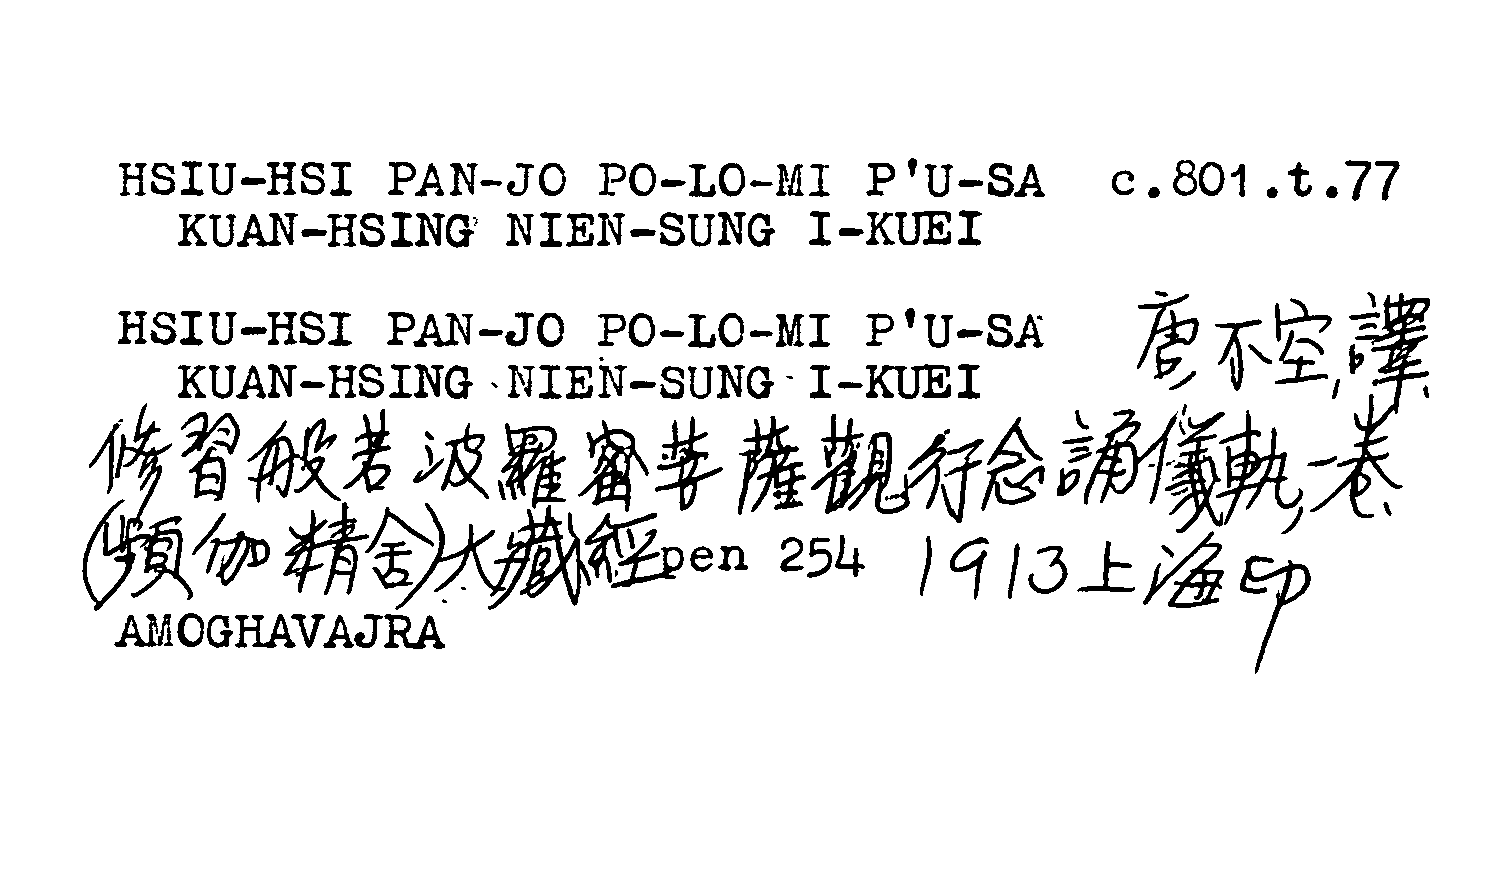 HSIU-HSI PAN-JO PO-LO-MI P'U-SA c.801.t.77
KUAN-HSING NIEN-SUNG I-KUEI
HSIU-HSI PAN-JO PO-LO-MI P'U-SA 唐,不空,譯.
KUAN-HSING NIEN-SUNG I-KUEI
修習般若波羅蜜菩薩觀行念誦儀軌,一卷.
(頻伽精舍)大藏經pen 254 1913上海印
AMOGHAVAJRA